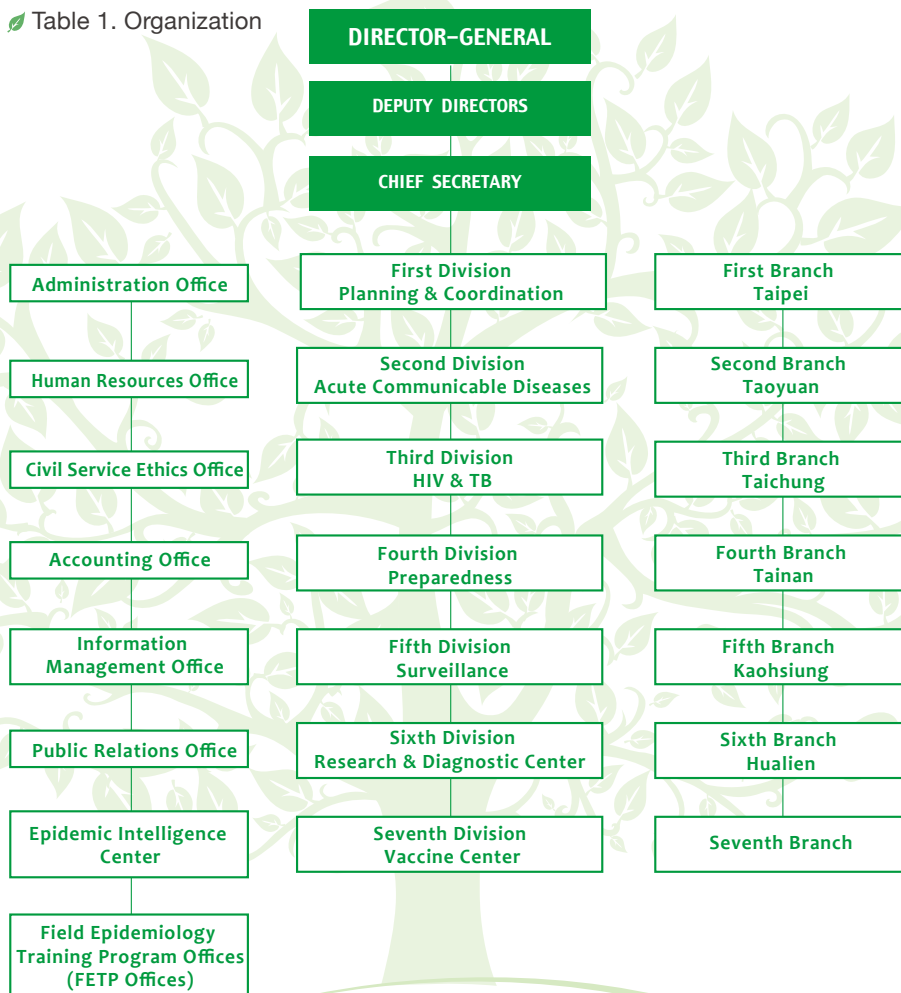 Table 1. Organization
DIRECTOR-GENERAL
DEPUTY DIRECTORS
CHIEF SECRETARY
Administration Office
Human Resources Office
Civil Service Ethics Office
Accounting Office
Information
Management Office
Public Relations Office
Epidemic Intelligence
Center
Field Epidemiology
Training Program Offices
(FETP Offices)
First Division
Planning & Coordination
Second Division
Acute Communicable Diseases
Third Division
HIV & TB
Fourth Division
Preparedness
Fifth Division
Surveillance
Sixth Division
Research & Diagnostic Center
Seventh Division
Vaccine Center
First Branch
Taipei
Second Branch
Taoyuan
Third Branch
Taichung
Fourth Branch
Tainan
Fifth Branch
Kaohsiung
Sixth Branch
Hualien
Seventh Branch